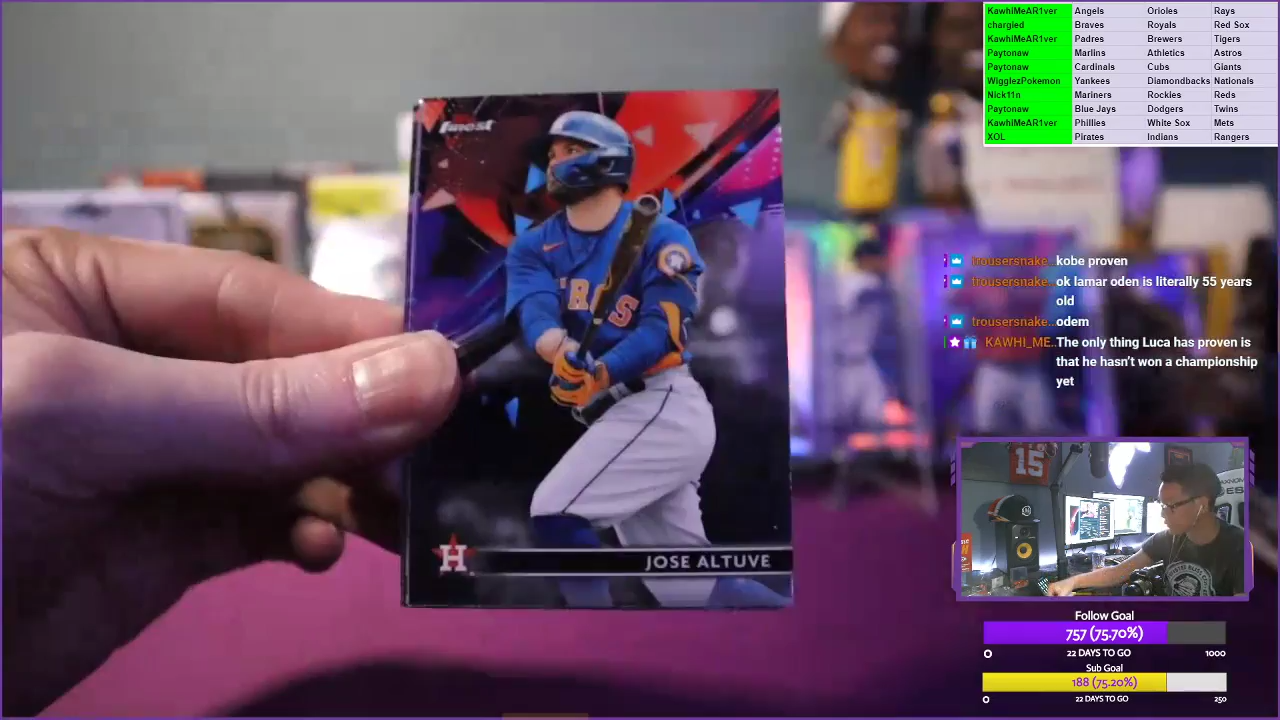 KawhiMeAR1ver Angels Orioles Rays
chargled Braves Royals Red Sox
KawhiMeAR1ver Padres Brewers Tigers
Paytonaw Marlins Athletics Astros
Paytonaw Cardinals Cubs Giants
WigglezPokemon Yankees Diamondbacks Nationals
Nick11n Mariners Rockies Reds
Paytonaw Blue Jays Dodgers Twins
KawhiMeAR1ver Phillies White Sox Mets
XOL Pirates Indians Rangers
finest
H
JOSE ALTUVE
trousersnake... kobe proven
trousersnake... ok lamar oden is literally 55 years
old
trousersnake... odem
KAWHI_ME... The only thing Luca has proven is
that he hasn't won a championship
yet
15
Follow Goal
757 (75.70%)
0 22 DAYS TO GO 1000
Sub Goal
188 (75.20%)
0 22 DAYS TO GO 250